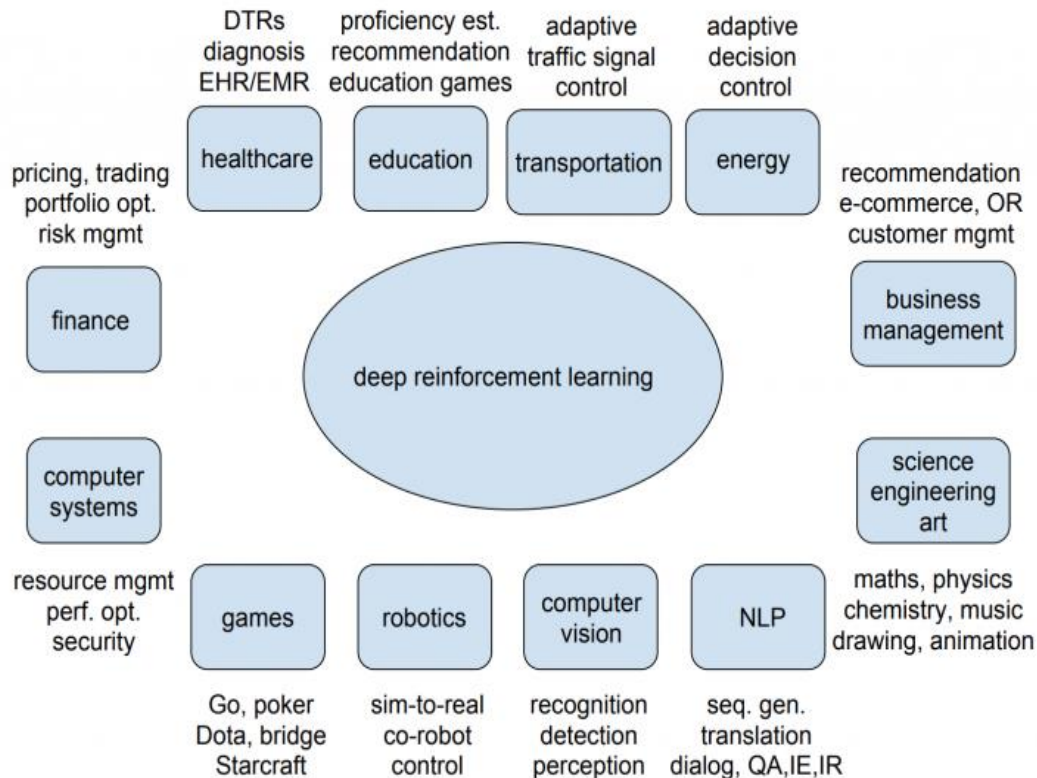 DTRs
diagnosis
EHR/EMR
healthcare
proficiency est.
recommendation
education games
education
adaptive
traffic signal
control
transportation
adaptive
decision
control
energy
pricing, trading
portfolio opt.
risk mgmt
finance
recommendation
e-commerce, OR
customer mgmt
business
management
deep reinforcement learning
computer
systems
resource mgmt
perf. opt.
security
science
engineering
art
maths, physics
chemistry, music
drawing, animation
games
Go, poker
Dota, bridge
Starcraft
robotics
sim-to-real
co-robot
control
computer
vision
recognition
detection
perception
NLP
seq. gen.
translation
dialog, QA,IE,IR